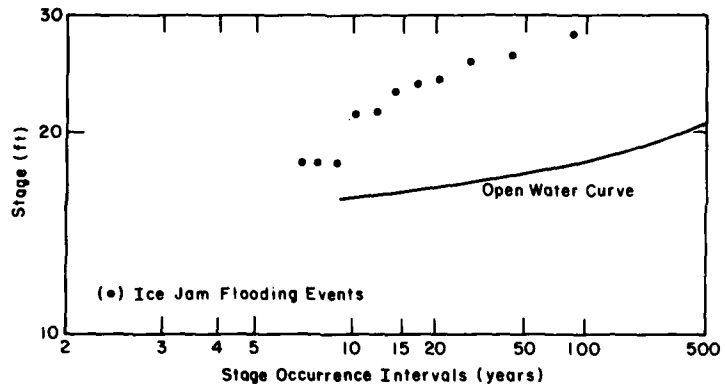 30
20
10
Stage (ft)
Open Water Curve
(•) Ice Jam Flooding Events
2 3 4 5 10 15 20 50 100 500
Stage Occurrence Intervals (years)